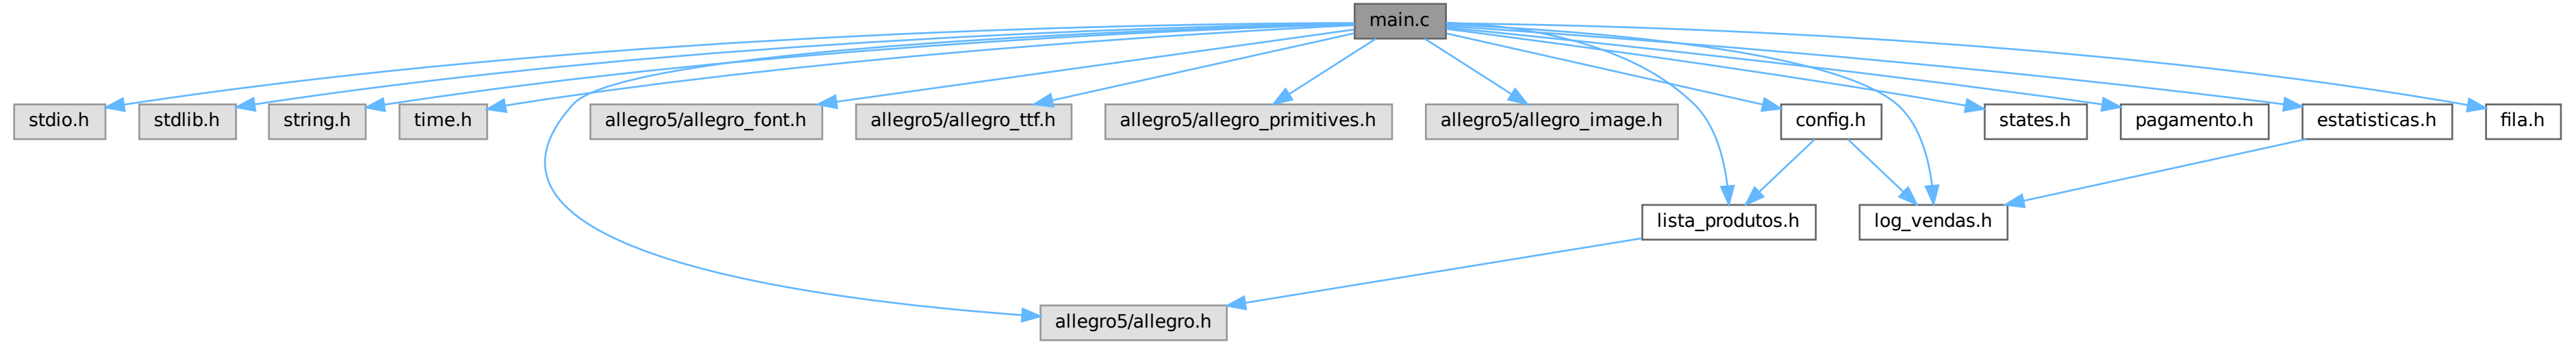 main.c
stdio.h
stdlib.h
string.h
time.h
allegro5/allegro_font.h
allegro5/allegro_ttf.h
allegro5/allegro_primitives.h
allegro5/allegro_image.h
config.h
states.h
pagamento.h
estatisticas.h
fila.h
lista_produtos.h
log_vendas.h
allegro5/allegro.h